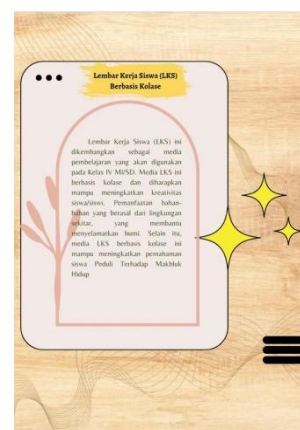 Lembar Kerja Siswa (LKS)
Berbasis Kolase
Lembar Kerja Siswa (LKS) ini
dikembangkan sebagai media
pembelajaran yang akan digunakan
pada Kelas IV MI/SD. Media LKS ini
berbasis kolase dan diharapkan
mampu meningkatkan kreativitas
siswa/siswi. Pemanfaatan bahan-
bahan yang berasal dari lingkungan
sekitar, yang membantu
menyelamatkan bumi. Selain itu,
media LKS berbasis kolase ini
mampu meningkatkan pemahaman
siswa Peduli Terhadap Makhluk
Hidup